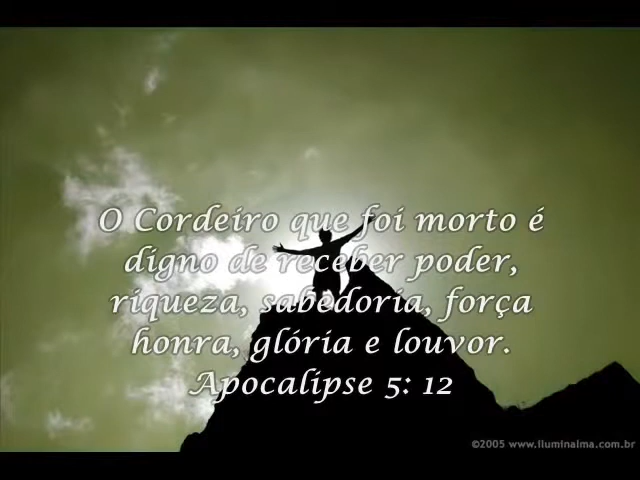 O Cordeiro que foi morto é
digno de receber poder,
riqueza, sabedoria, força
honra, glória e louvor.
Apocalipse 5: 12
©2005 www.iluminalma.com.br